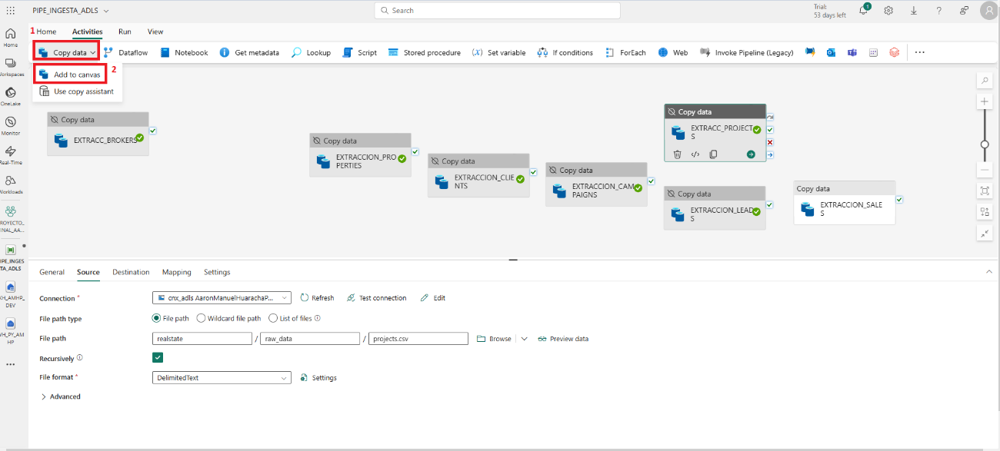 PIPE_INGESTA_ADLS
Search
Trial:
53 days left
1
1 Home Activities Run View
Copy data Dataflow Notebook Get metadata Lookup Script Stored procedure (x) Set variable If conditions ForEach Web Invoke Pipeline (Legacy)
Add to canvas 2
Use copy assistant
Home
Workspaces
OneLake
Monitor
Real-Time
Workloads
PROYECTO_
INAL_AA...
IPE_INGES
TA_ADLS
KH_AMHP_
DEV
VH_PY_AM
HP
Copy data
EXTRACC_BROKERS
Copy data
EXTRACCION_PRO
PERTIES
Copy data
EXTRACCION_CLIE
NTS
Copy data
EXTRACCION_CAM
PAIGNS
Copy data
EXTRACC_PROJECT
S
Copy data
EXTRACCION_LEAD
S
Copy data
EXTRACCION_SALE
S
General Source Destination Mapping Settings
Connection * cnx_adls AaronManuelHuarachaP... Refresh Test connection Edit
File path type File path Wildcard file path List of files
File path realstate / raw_data / projects.csv Browse Preview data
Recursively
File format * DelimitedText Settings
Advanced